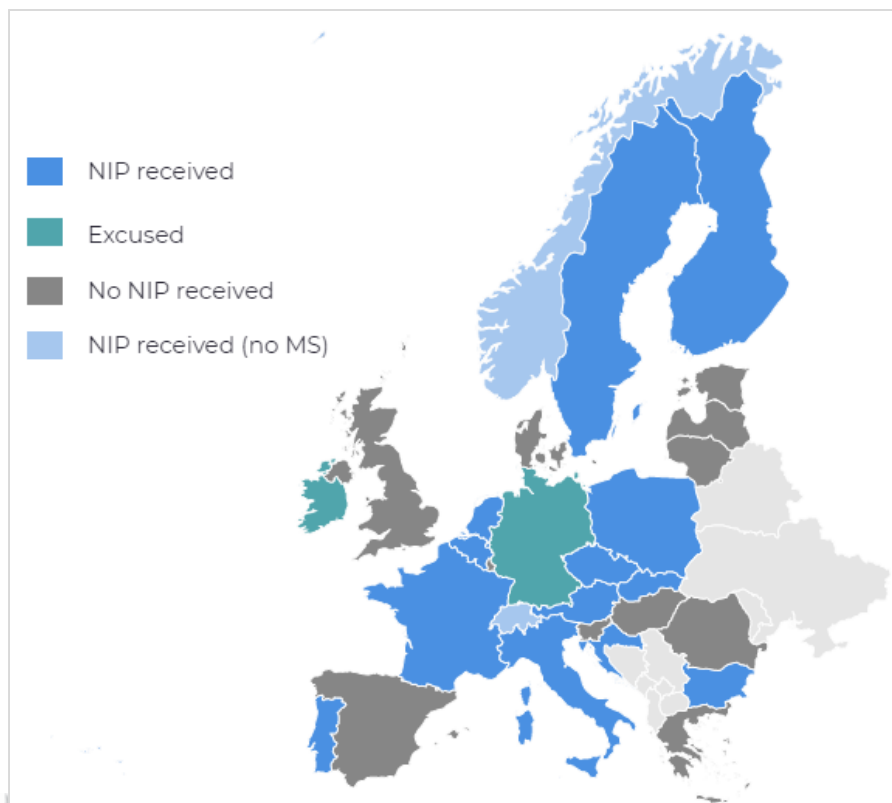 NIP received
Excused
No NIP received
NIP received (no MS)